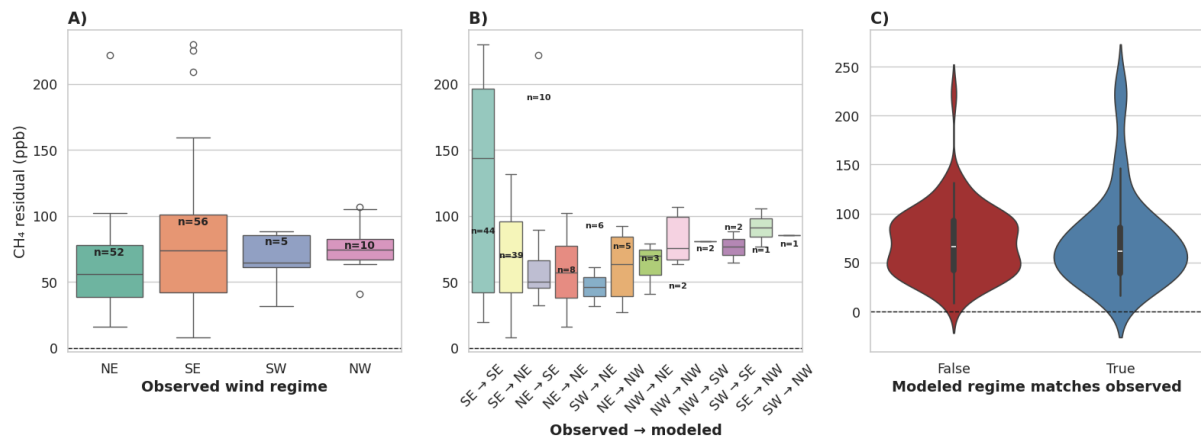 A)
B)
C)
CH₄ residual (ppb)
200
150
100
50
0
n=52
n=56
n=5
n=10
NE
SE
SW
NW
Observed wind regime
200
150
100
50
0
n=44
n=39
n=10
n=8
n=6
n=5
n=3
n=2
n=2
n=2
n=1
n=1
SE → SE
SE → NE
NE → SE
NE → NE
SW → NE
NE → NW
NW → NE
NW → NW
NW → SW
SW → SE
SE → NW
SW → NW
Observed → modeled
250
200
150
100
50
0
False
True
Modeled regime matches observed